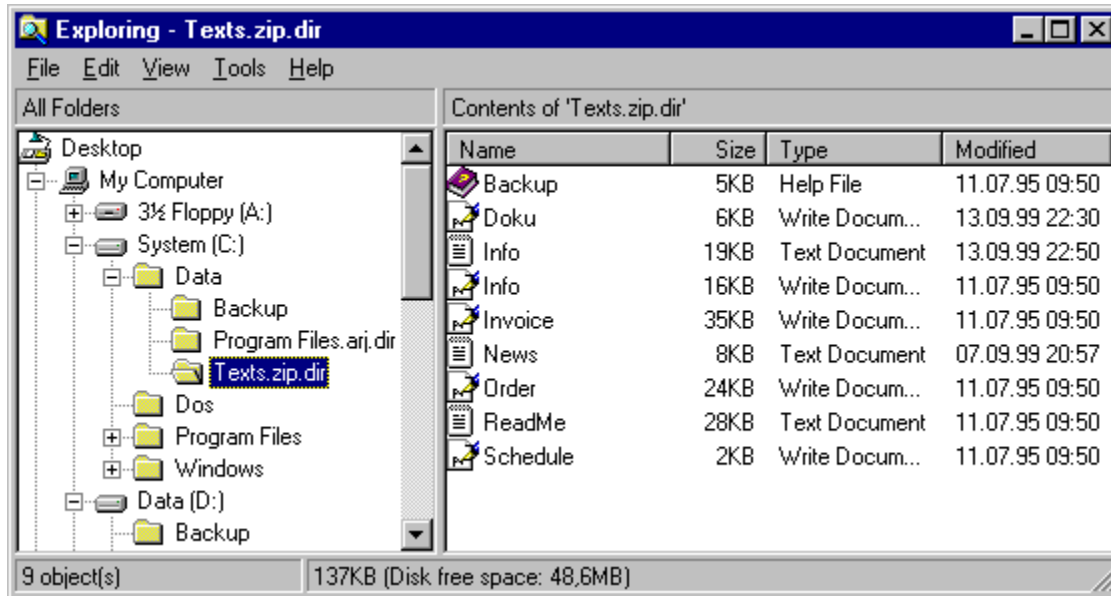 Exploring - Texts.zip.dir
File Edit View Tools Help
All Folders
Contents of 'Texts.zip.dir'
Desktop
My Computer
3½ Floppy (A:)
System (C:)
Data
Backup
Program Files.arj.dir
Texts.zip.dir
Dos
Program Files
Windows
Data (D:)
Backup
Name Size Type Modified
Backup 5KB Help File 11.07.95 09:50
Doku 6KB Write Docum... 13.09.99 22:30
Info 19KB Text Document 13.09.99 22:50
Info 16KB Write Docum... 11.07.95 09:50
Invoice 35KB Write Docum... 11.07.95 09:50
News 8KB Text Document 07.09.99 20:57
Order 24KB Write Docum... 11.07.95 09:50
ReadMe 28KB Text Document 11.07.95 09:50
Schedule 2KB Write Docum... 11.07.95 09:50
9 object(s)
137KB (Disk free space: 48,6MB)